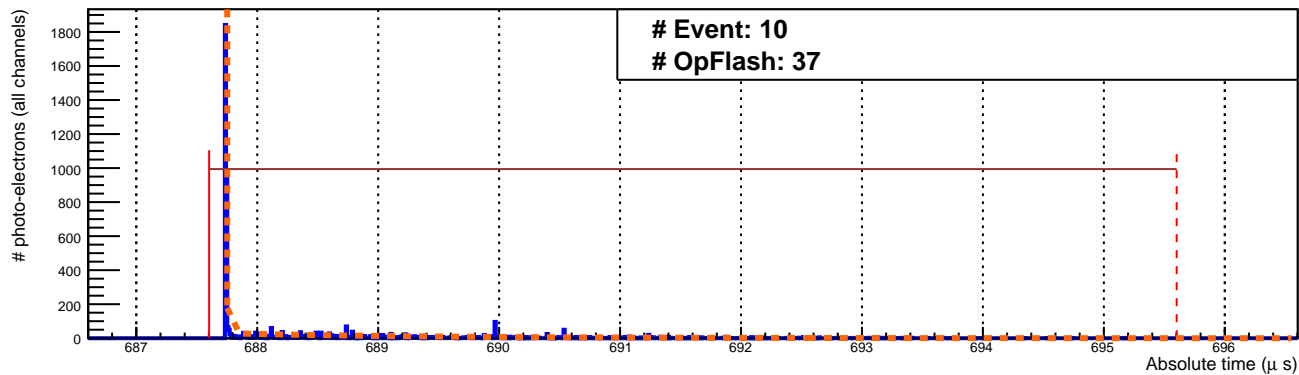 # Event: 10
# OpFlash: 37
# photo-electrons (all channels)
1800
1600
1400
1200
1000
800
600
400
200
0
687 688 689 690 691 692 693 694 695 696
Absolute time (μ s)